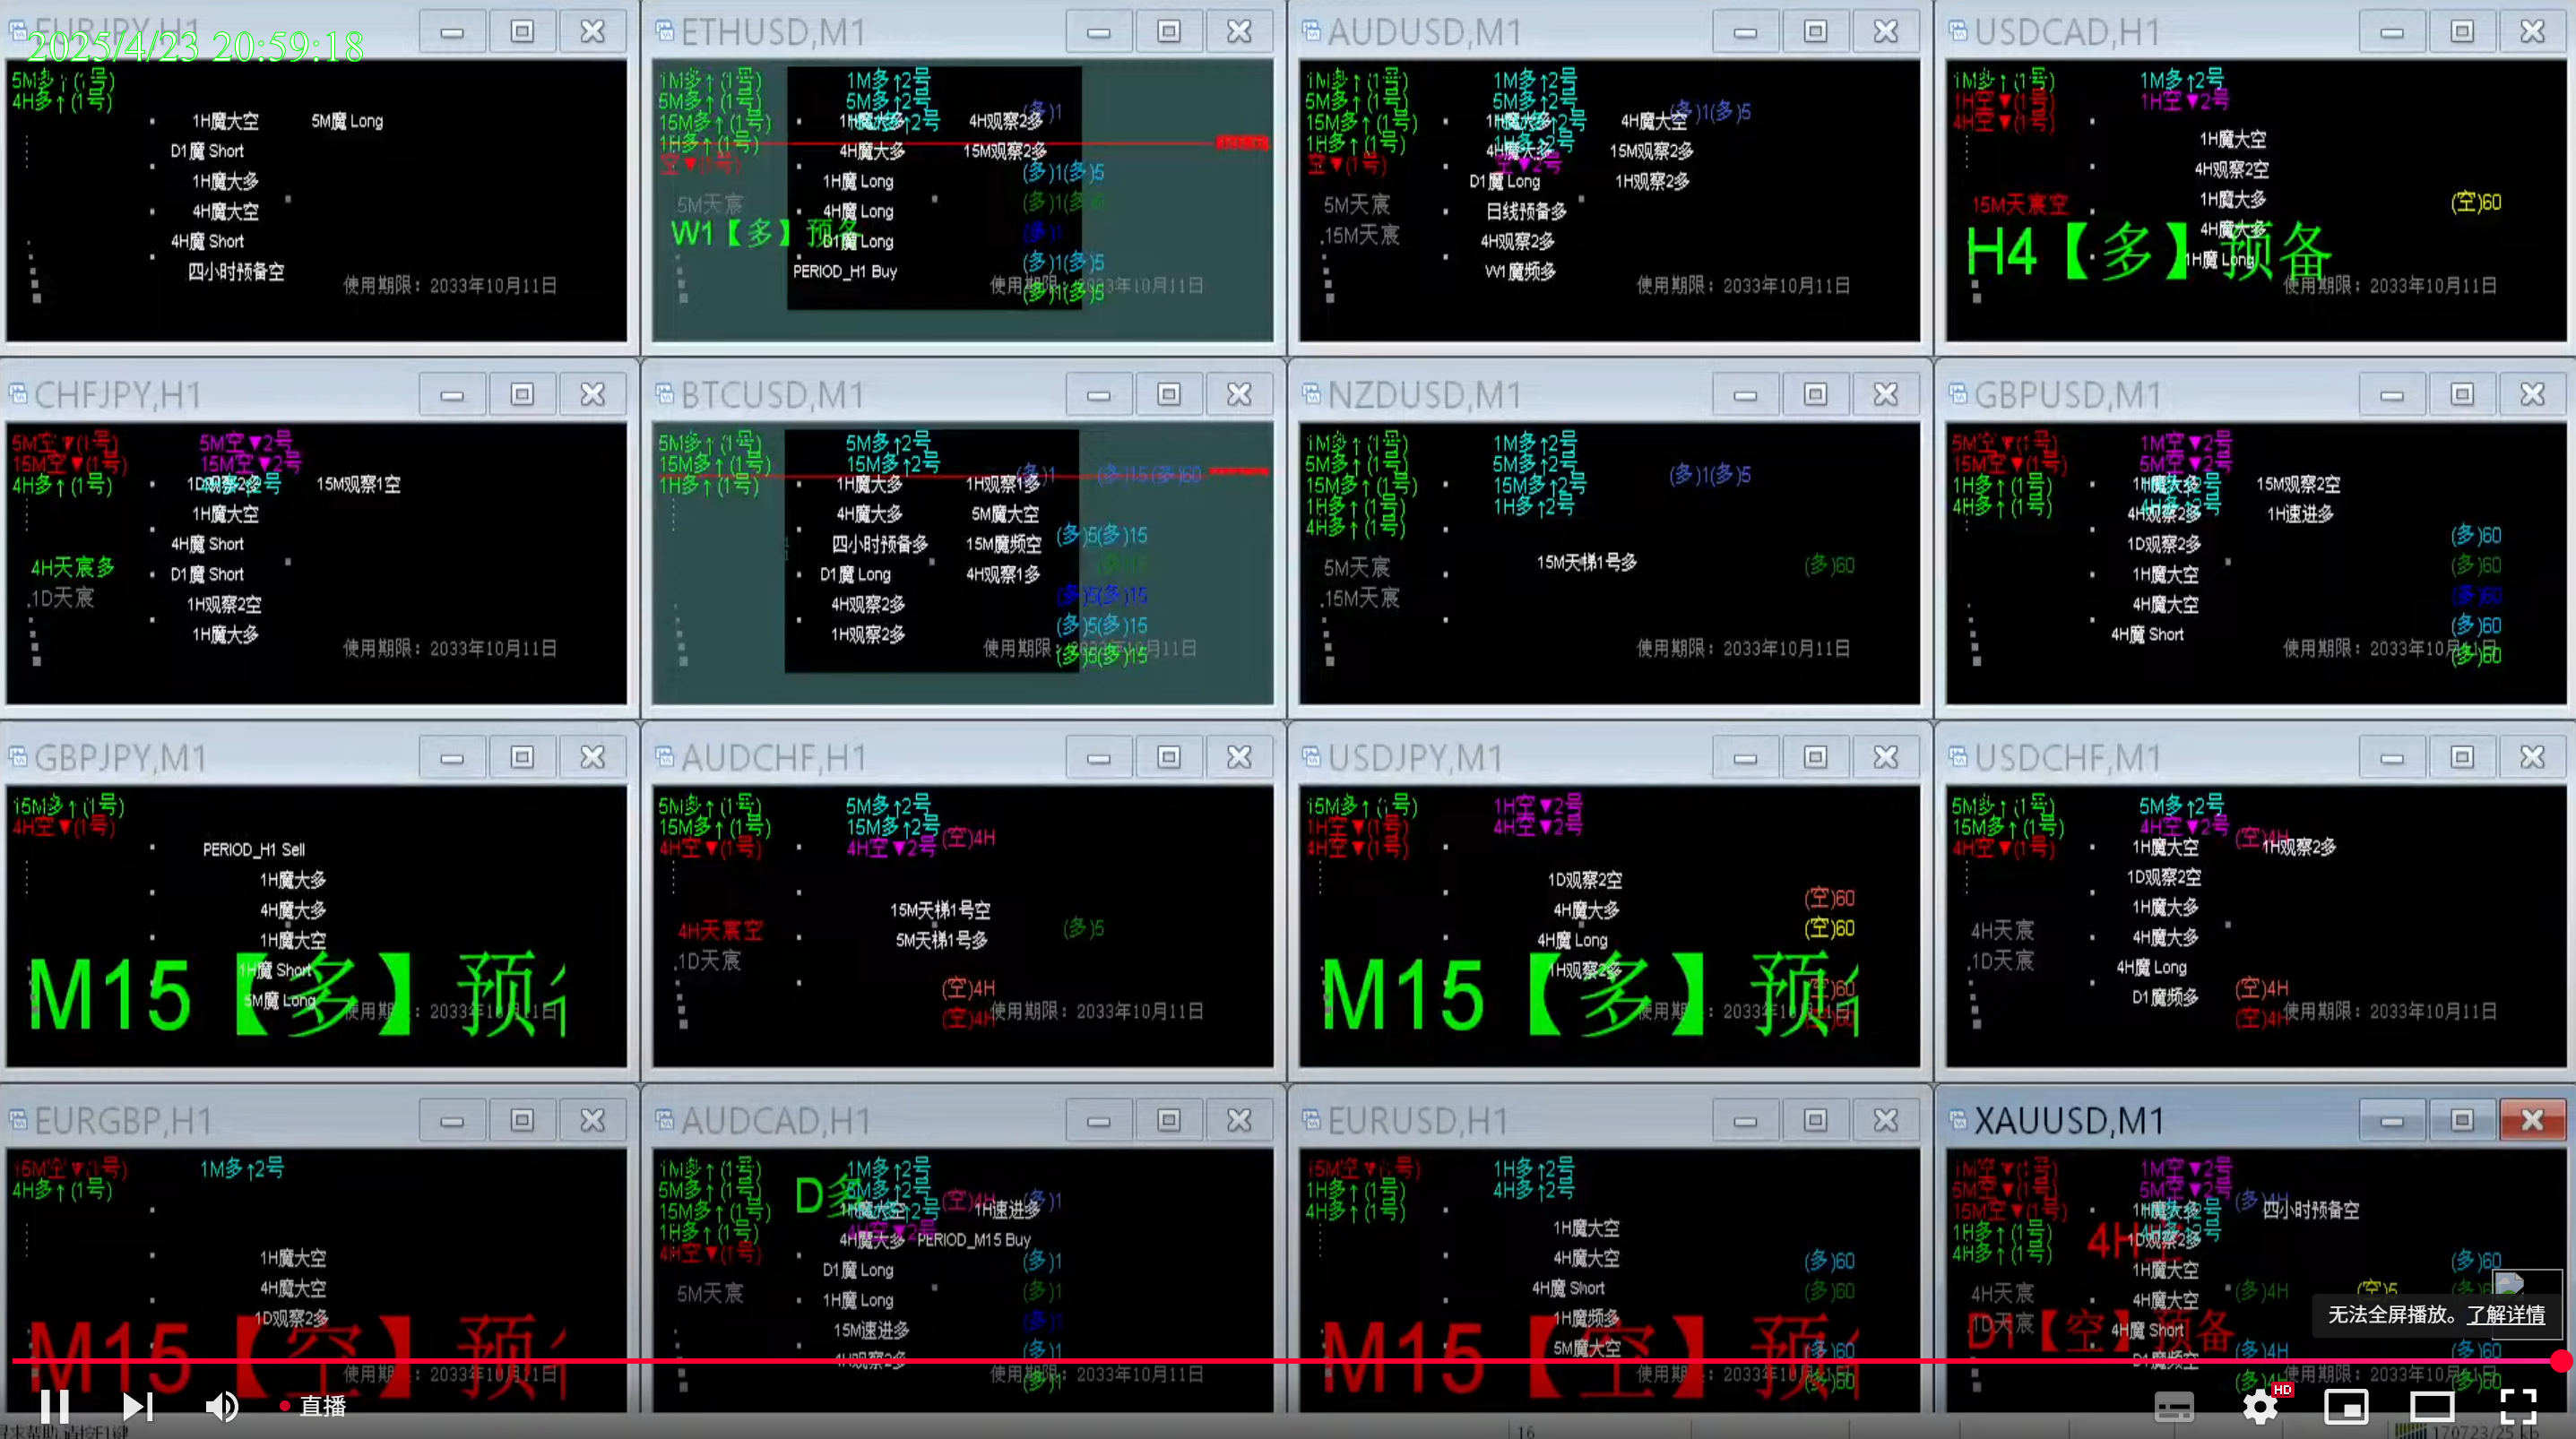 EURJPY,H1
2025/4/23 20:59:18
5M多↑(1号)
4H多↑(1号)
1H魔大空 5M魔 Long
D1魔 Short
1H魔大多
4H魔大空
4H魔 Short
四小时预备空
使用期限：2033年10月11日
ETHUSD,M1
1M多↑(1号) 1M多↑2号
5M多↑(1号) 5M多↑2号 (多)1
15M多↑(1号) 1H魔大多 4H观察2多
1H多↑(1号) 4H魔大多 15M观察2多
空▼(1号)
1H魔 Long (多)1(多)5
5M天宸 4H魔 Long
W1【多】预备 D1魔 Long (多)1
PERIOD_H1 Buy (多)1(多)5
使用期限：2033年10月11日
(多)1(多)5
AUDUSD,M1
1M多↑(1号) 1M多↑2号
5M多↑(1号) 5M多↑2号 (多)1(多)5
15M多↑(1号) 1H魔大多 4H魔大空
1H多↑(1号) 4H魔大多 15M观察2多
空▼(1号) 空▼2号
D1魔 Long 1H观察2多
5M天宸 日线预备多
15M天宸 4H观察2多
W1魔频多
使用期限：2033年10月11日
USDCAD,H1
1M多↑(1号) 1M多↑2号
1H空▼(1号) 1H空▼2号
4H空▼(1号)
1H魔大空
4H观察2空
15M天宸空 1H魔大多 (空)60
4H魔大多
H4【多】预备
1H魔 Long
使用期限：2033年10月11日
CHFJPY,H1
5M空▼(1号) 5M空▼2号
15M空▼(1号) 15M空▼2号
4H多↑(1号) 1D观察2多 15M观察1空
1H魔大空
4H魔 Short
4H天宸多 D1魔 Short
1D天宸 1H观察2空
1H魔大多
使用期限：2033年10月11日
BTCUSD,M1
5M多↑(1号) 5M多↑2号
15M多↑(1号) 15M多↑2号 (多)1 (多)15(多)60
1H多↑(1号) 1H魔大多 1H观察1多
4H魔大多 5M魔大空
四小时预备多 15M魔频空 (多)5(多)15
D1魔 Long 4H观察1多
4H观察2多 (多)5(多)15
1H观察2多 (多)5(多)15
使用期限：
(多)5(多)15
NZDUSD,M1
1M多↑(1号) 1M多↑2号
5M多↑(1号) 5M多↑2号 (多)1(多)5
15M多↑(1号) 15M多↑2号
1H多↑(1号) 1H多↑2号
4H多↑(1号)
5M天宸 15M天梯1号多 (多)60
15M天宸
使用期限：2033年10月11日
GBPUSD,M1
5M空▼(1号) 1M空▼2号
15M空▼(1号) 5M空▼2号
1H多↑(1号) 1H魔大多 15M观察2空
4H多↑(1号) 4H观察2多 1H速进多
1D观察2多 (多)60
1H魔大空 (多)60
4H魔大空 (多)60
4H魔 Short (多)60
使用期限：2033年10月11日
(多)60
GBPJPY,M1
15M多↑(1号)
4H空▼(1号)
PERIOD_H1 Sell
1H魔大多
4H魔大多
1H魔大空
1H魔 Short
M15【多】预
5M魔 Long
使用期限：2033年10月11日
AUDCHF,H1
5M多↑(1号) 5M多↑2号
15M多↑(1号) 15M多↑2号
4H空▼(1号) 4H空▼2号 (空)4H
15M天梯1号空
4H天宸空 5M天梯1号多 (多)5
1D天宸
(空)4H
(空)4H
使用期限：2033年10月11日
USDJPY,M1
15M多↑(1号) 1H空▼2号
1H空▼(1号) 4H空▼2号
4H空▼(1号)
1D观察2空
4H魔大多 (空)60
4H魔 Long (空)60
1H观察2多
M15【多】预
(空)60
使用期限：2033年10月11日
USDCHF,M1
5M多↑(1号) 5M多↑2号
15M多↑(1号) 4H空▼2号 (空)4H
4H空▼(1号) 1H魔大空 1H观察2多
1D观察2空
1H魔大多
4H天宸 4H魔大多
1D天宸 4H魔 Long
D1魔频多 (空)4H
(空)4H
使用期限：2033年10月11日
EURGBP,H1
15M空▼(1号) 1M多↑2号
4H多↑(1号)
1H魔大空
4H魔大空
1D观察2多
M15【空】预
使用期限：2033年10月11日
AUDCAD,H1
1M多↑(1号) 1M多↑2号
5M多↑(1号) D多 5M多↑2号 (空)4H (多)1
15M多↑(1号) 1H魔大空 1H速进多
1H多↑(1号) 4H空▼2号
4H空▼(1号) 4H魔大多 PERIOD_M15 Buy
D1魔 Long (多)1
5M天宸 1H魔 Long (多)1
15M速进多 (多)1
4H观察2多 (多)1
使用期限：2033年10月11日
(多)1
EURUSD,H1
15M空▼(1号) 1H多↑2号
1H多↑(1号) 4H多↑2号
4H多↑(1号)
1H魔大空
4H魔大空 (多)60
4H魔 Short (多)60
1H魔频多
M15【空】预
5M魔大空 (多)60
使用期限：2033年10月11日
(多)60
XAUUSD,M1
1M空▼(1号) 1M空▼2号
5M空▼(1号) 5M空▼2号
15M空▼(1号) 1H魔大多 (多)4H 四小时预备空
1H多↑(1号) 1D观察2多
4H多↑(1号) 1H魔大空 (多)60
4H天宸 4H魔大空 (多)4H (空)5
1D天宸 4H魔 Short
D1【空】预备
D1魔频空 (多)4H (多)60
使用期限：2033年10月11日
(多)60
无法全屏播放。了解详情
直播
HD
寻求帮助,请按F1键
16
170723/25 kb